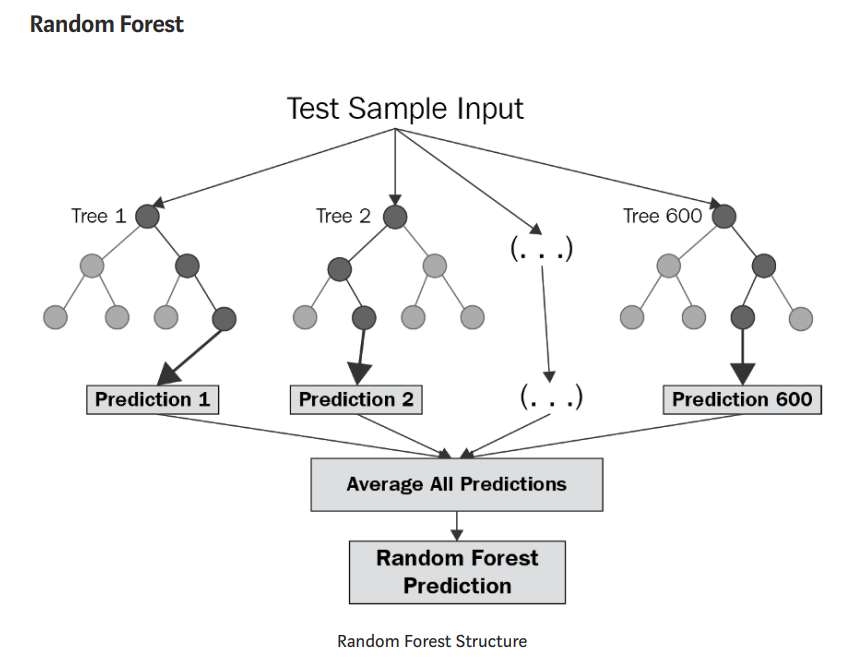 Random Forest
Test Sample Input
Tree 1
Tree 2
(. . .)
Tree 600
Prediction 1
Prediction 2
(. . .)
Prediction 600
Average All Predictions
Random Forest
Prediction
Random Forest Structure